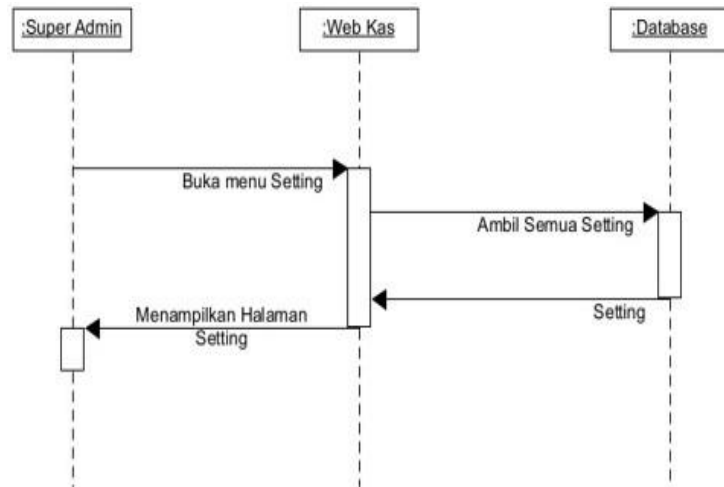 :Super Admin
:Web Kas
:Database
Buka menu Setting
Ambil Semua Setting
Setting
Menampilkan Halaman
Setting